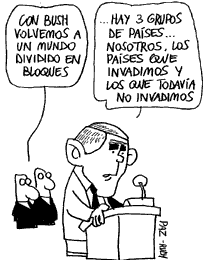 CON BUSH
VOLVEMOS A
UN MUNDO
DIVIDIDO EN
BLOQUES
...HAY 3 GRUPOS
DE PAÍSES...
NOSOTROS, LOS
PAÍSES QUE
INVADIMOS Y
LOS QUE TODAVÍA
NO INVADIMOS
PAZ-RUDY